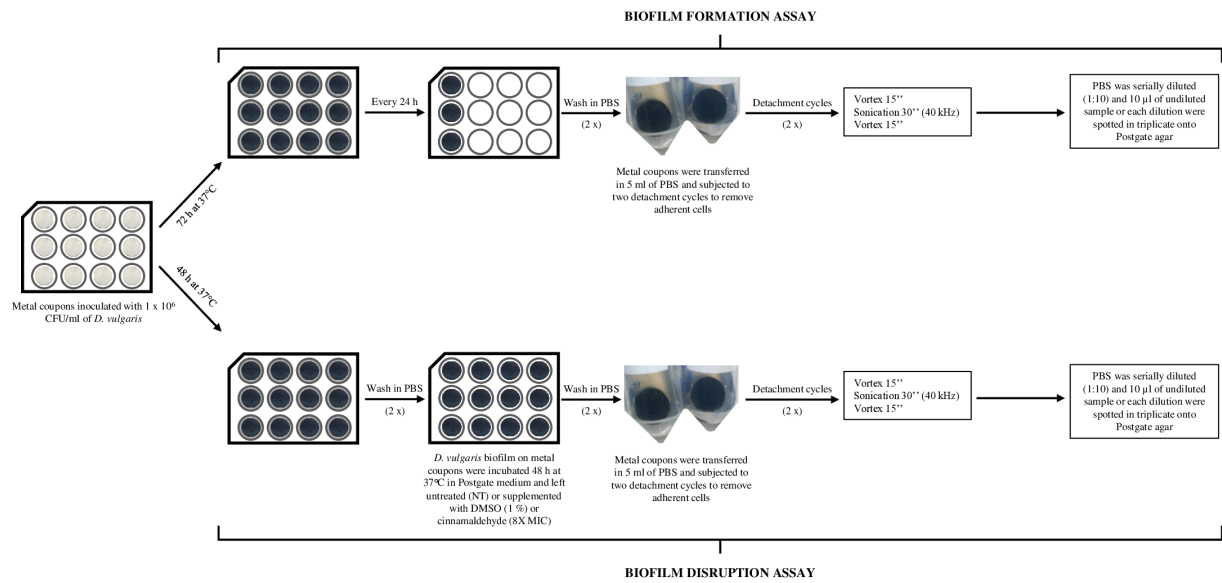 BIOFILM FORMATION ASSAY
72 h at 37°C
Every 24 h
Wash in PBS
(2 x)
Metal coupons were transferred
in 5 ml of PBS and subjected to
two detachment cycles to remove
adherent cells
Detachment cycles
(2 x)
Vortex 15’’
Sonication 30’’ (40 kHz)
Vortex 15’’
PBS was serially diluted
(1:10) and 10 µl of undiluted
sample or each dilution were
spotted in triplicate onto
Postgate agar
Metal coupons inoculated with 1 x 10⁶
CFU/ml of D. vulgaris
48 h at 37°C
Wash in PBS
(2 x)
D. vulgaris biofilm on metal
coupons were incubated 48 h at
37°C in Postgate medium and left
untreated (NT) or supplemented
with DMSO (1 %) or
cinnamaldehyde (8X MIC)
Wash in PBS
(2 x)
Metal coupons were transferred
in 5 ml of PBS and subjected to
two detachment cycles to remove
adherent cells
Detachment cycles
(2 x)
Vortex 15’’
Sonication 30’’ (40 kHz)
Vortex 15’’
PBS was serially diluted
(1:10) and 10 µl of undiluted
sample or each dilution were
spotted in triplicate onto
Postgate agar
BIOFILM DISRUPTION ASSAY